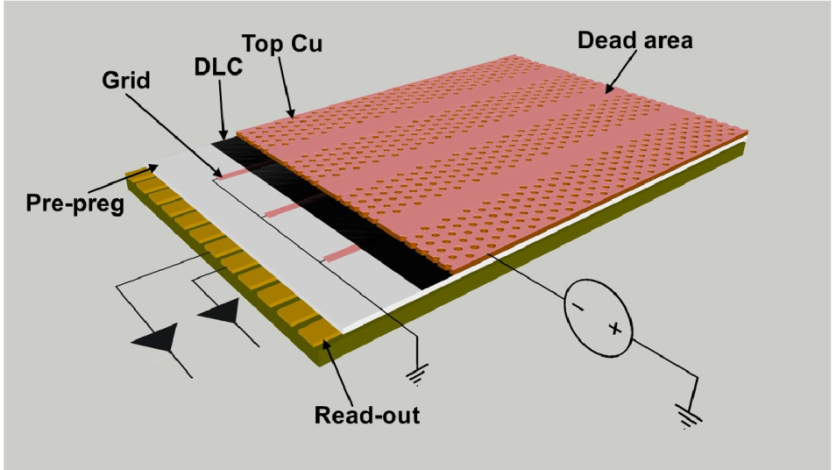 Top Cu
Dead area
DLC
Grid
Pre-preg
Read-out
-
+